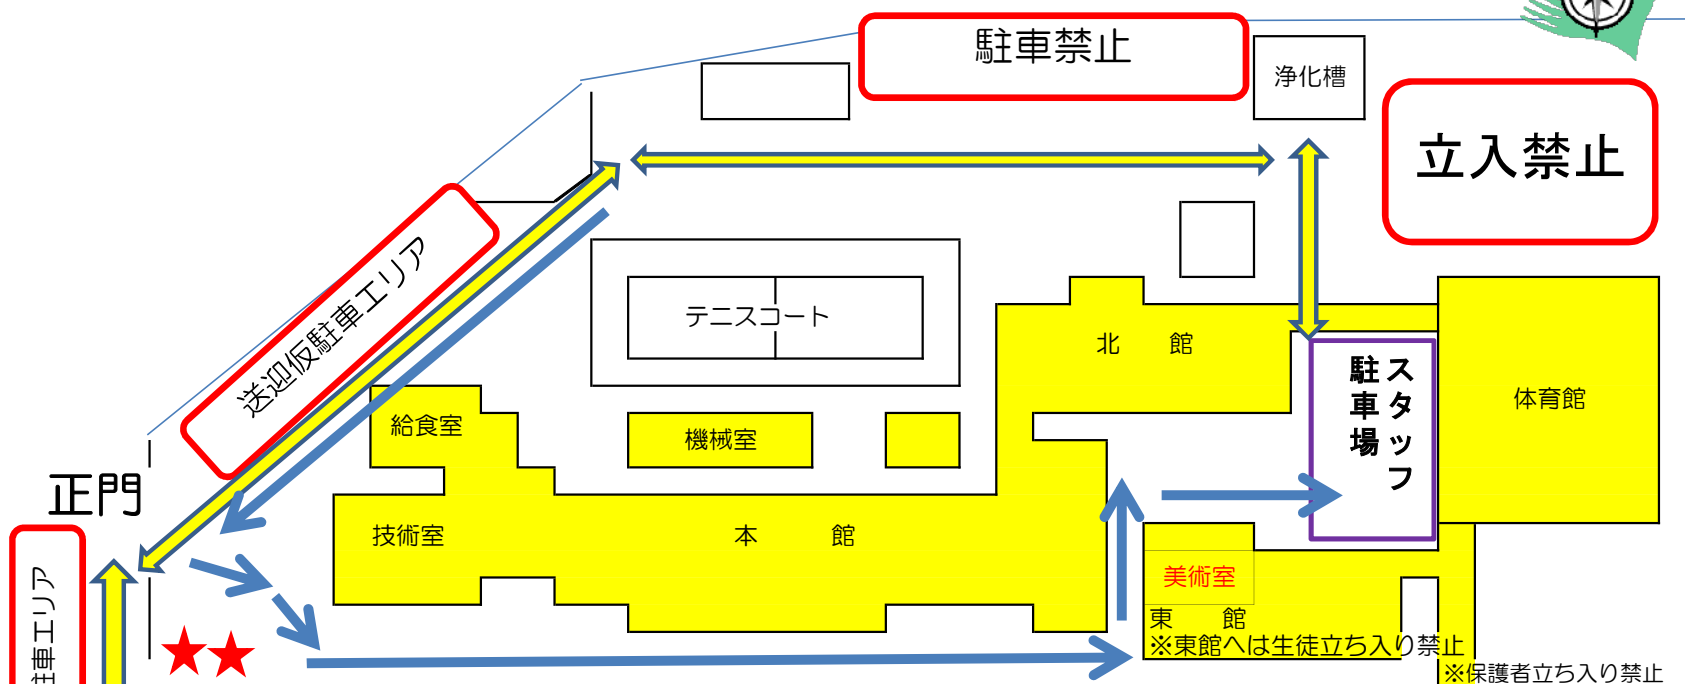 駐車禁止
浄化槽
立入禁止
送迎仮駐車エリア
テニスコート
北　館
スタッフ
駐車場
体育館
給食室
機械室
正門
技術室
本　館
美術室
東　館
※東館へは生徒立ち入り禁止
※保護者立ち入り禁止
車エリア